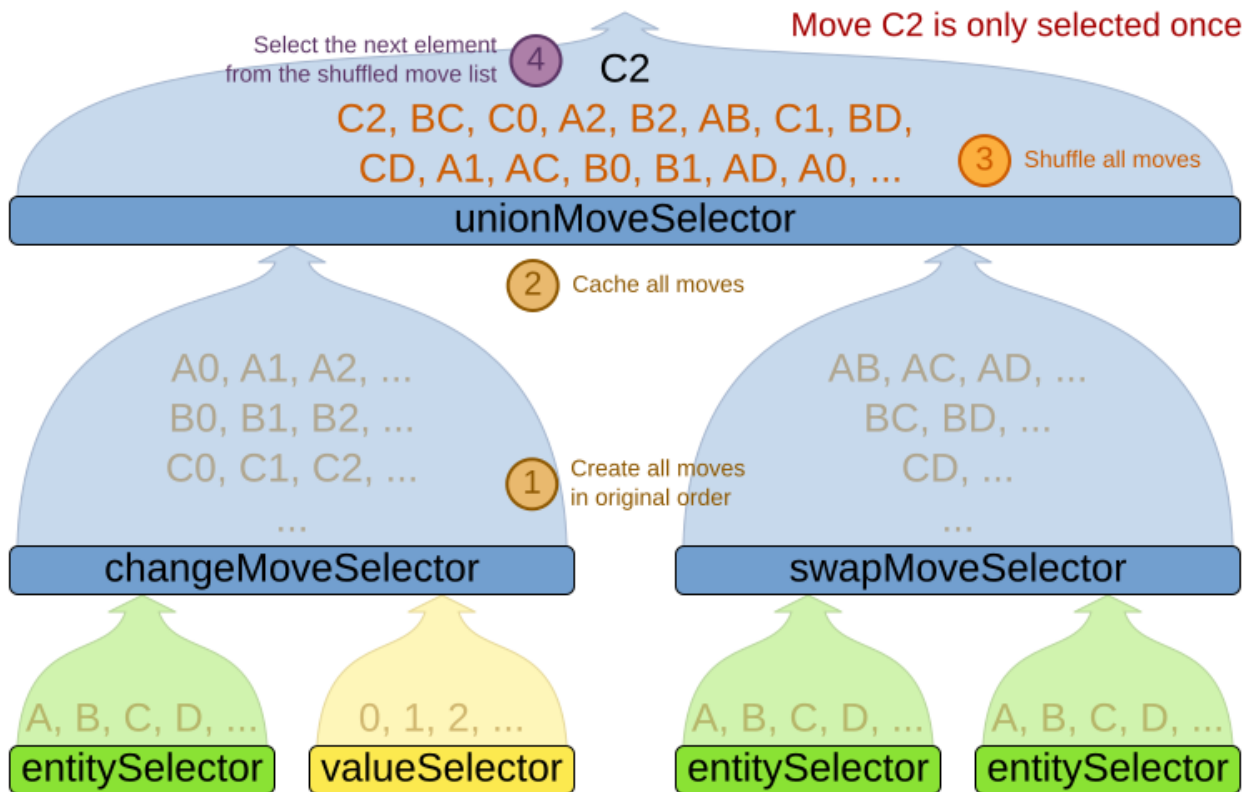 Move C2 is only selected once
Select the next element
from the shuffled move list
4
C2
C2, BC, C0, A2, B2, AB, C1, BD,
CD, A1, AC, B0, B1, AD, A0, ...
3
Shuffle all moves
unionMoveSelector
2
Cache all moves
A0, A1, A2, ...
B0, B1, B2, ...
C0, C1, C2, ...
...
1
Create all moves
in original order
AB, AC, AD, ...
BC, BD, ...
CD, ...
...
changeMoveSelector
swapMoveSelector
A, B, C, D, ...
0, 1, 2, ...
A, B, C, D, ...
A, B, C, D, ...
entitySelector
valueSelector
entitySelector
entitySelector